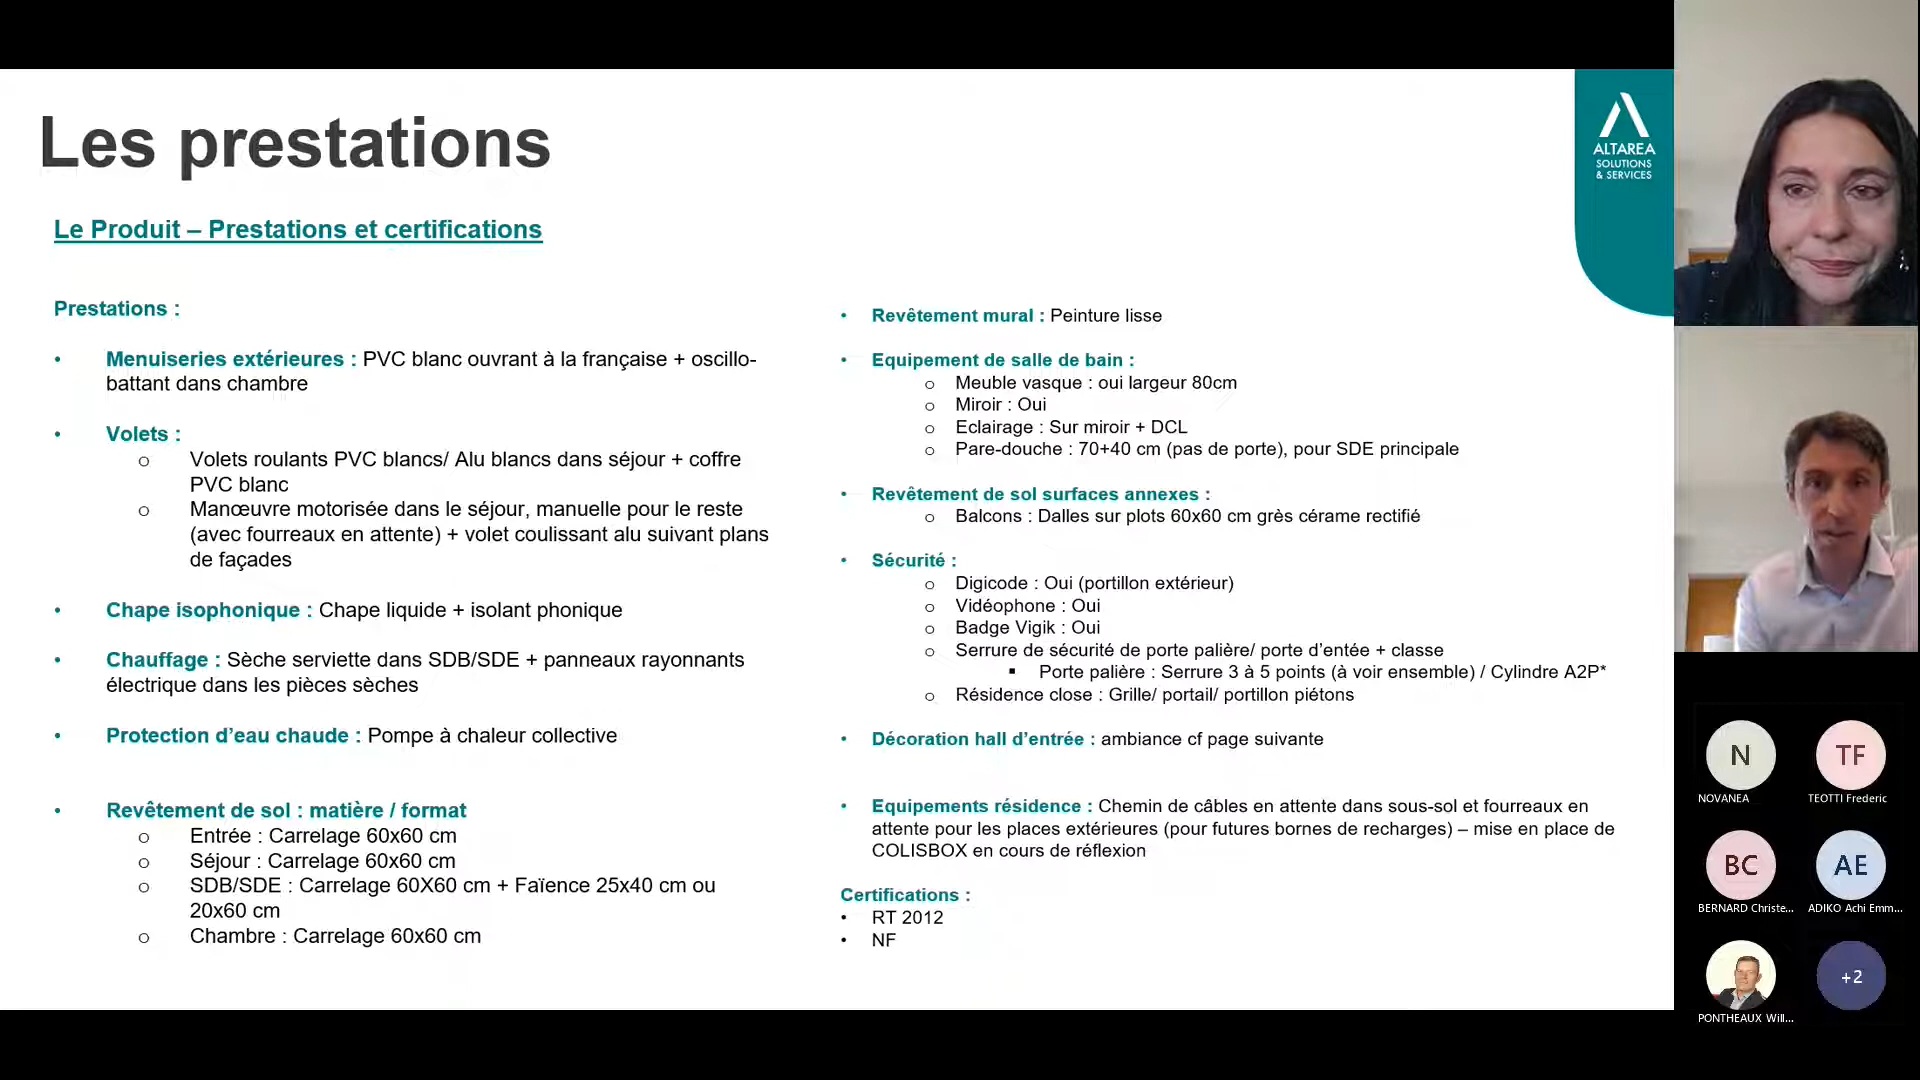 Les prestations
Le Produit – Prestations et certifications
Prestations :
• Menuiseries extérieures : PVC blanc ouvrant à la française + oscillo-
battant dans chambre
• Volets :
o Volets roulants PVC blancs/ Alu blancs dans séjour + coffre
PVC blanc
o Manœuvre motorisée dans le séjour, manuelle pour le reste
(avec fourreaux en attente) + volet coulissant alu suivant plans
de façades
• Chape isophonique : Chape liquide + isolant phonique
• Chauffage : Sèche serviette dans SDB/SDE + panneaux rayonnants
électrique dans les pièces sèches
• Protection d’eau chaude : Pompe à chaleur collective
• Revêtement de sol : matière / format
o Entrée : Carrelage 60x60 cm
o Séjour : Carrelage 60x60 cm
o SDB/SDE : Carrelage 60X60 cm + Faïence 25x40 cm ou
20x60 cm
o Chambre : Carrelage 60x60 cm
• Revêtement mural : Peinture lisse
• Equipement de salle de bain :
o Meuble vasque : oui largeur 80cm
o Miroir : Oui
o Eclairage : Sur miroir + DCL
o Pare-douche : 70+40 cm (pas de porte), pour SDE principale
• Revêtement de sol surfaces annexes :
o Balcons : Dalles sur plots 60x60 cm grès cérame rectifié
• Sécurité :
o Digicode : Oui (portillon extérieur)
o Vidéophone : Oui
o Badge Vigik : Oui
o Serrure de sécurité de porte palière/ porte d’entée + classe
▪ Porte palière : Serrure 3 à 5 points (à voir ensemble) / Cylindre A2P*
o Résidence close : Grille/ portail/ portillon piétons
• Décoration hall d’entrée : ambiance cf page suivante
• Equipements résidence : Chemin de câbles en attente dans sous-sol et fourreaux en
attente pour les places extérieures (pour futures bornes de recharges) – mise en place de
COLISBOX en cours de réflexion
Certifications :
• RT 2012
• NF
ALTAREA
SOLUTIONS
& SERVICES
N
NOVANEA
TF
TEOTTI Frederic
BC
BERNARD Christe...
AE
ADIKO Achi Emm...
PONTHEAUX Will...
+2